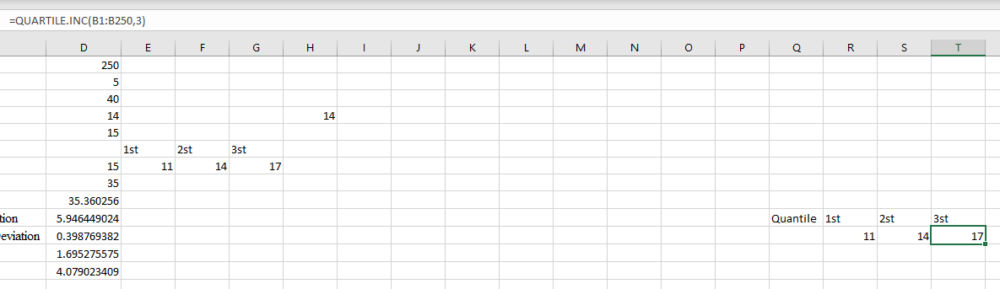 =QUARTILE.INC(B1:B250,3)
D E F G H I J K L M N O P Q R S T
250
5
40
14 14
15
1st 2st 3st
15 11 14 17
35
35.360256
tion 5.946449024 Quantile 1st 2st 3st
eviation 0.398769382 11 14 17
1.695275575
4.079023409